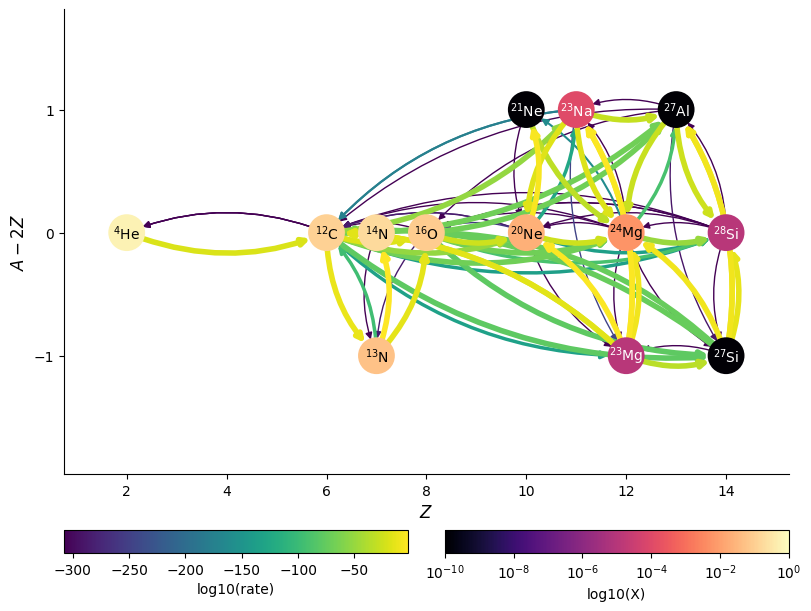 A − 2Z
1
0
−1
²¹Ne
²³Na
²⁷Al
⁴He
¹²C
¹⁴N
¹⁶O
²⁰Ne
²⁴Mg
²⁸Si
¹³N
²³Mg
²⁷Si
2 4 6 8 10 12 14
Z
−300 −250 −200 −150 −100 −50
log10(rate)
10⁻¹⁰ 10⁻⁸ 10⁻⁶ 10⁻⁴ 10⁻² 10⁰
log10(X)